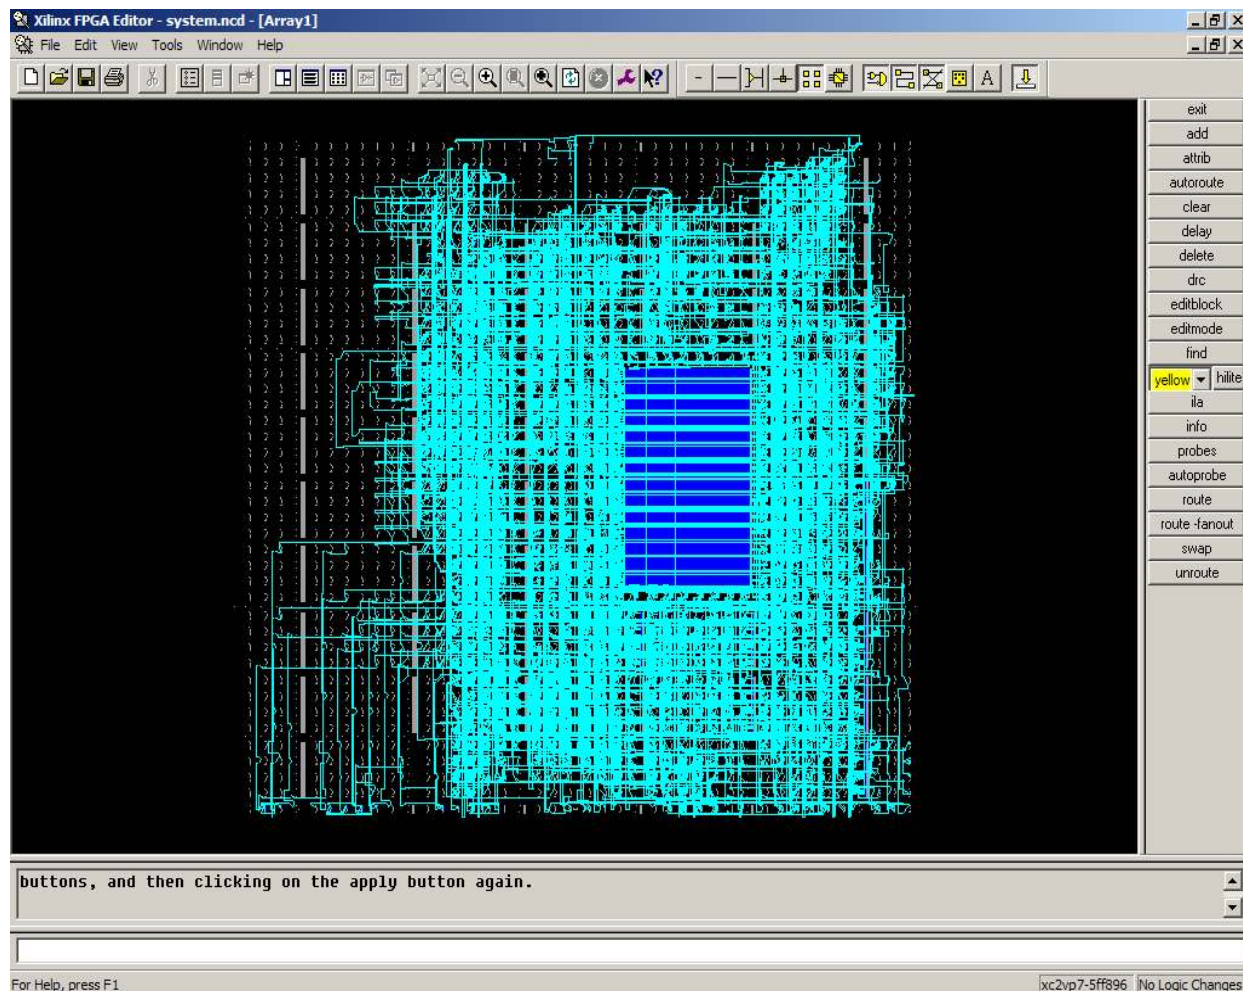 Xilinx FPGA Editor - system.ncd - [Array1]
File Edit View Tools Window Help
A
exit
add
attrib
autoroute
clear
delay
delete
drc
editblock
editmode
find
yellow hilite
ila
info
probes
autoprobe
route
route -fanout
swap
unroute
buttons, and then clicking on the apply button again.
For Help, press F1
xc2vp7-5ff896 No Logic Changes